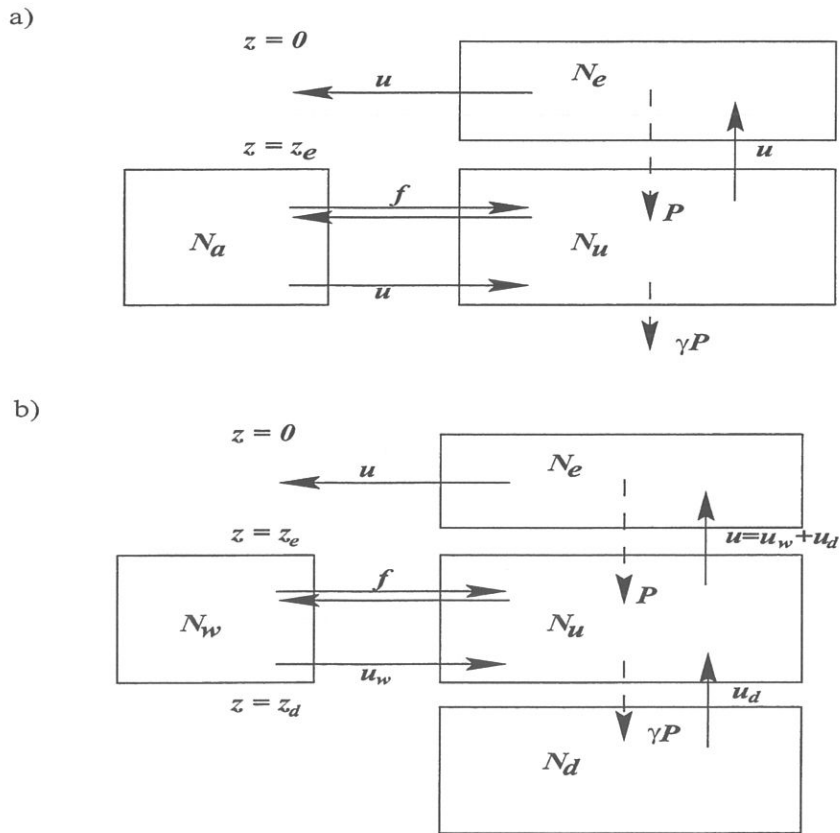 a)
z = 0
N_e
u
z = z_e
u
f
P
N_a
N_u
u
γP
b)
z = 0
N_e
u
z = z_e
u=u_w+u_d
f
P
N_w
N_u
u_w
z = z_d
u_d
γP
N_d